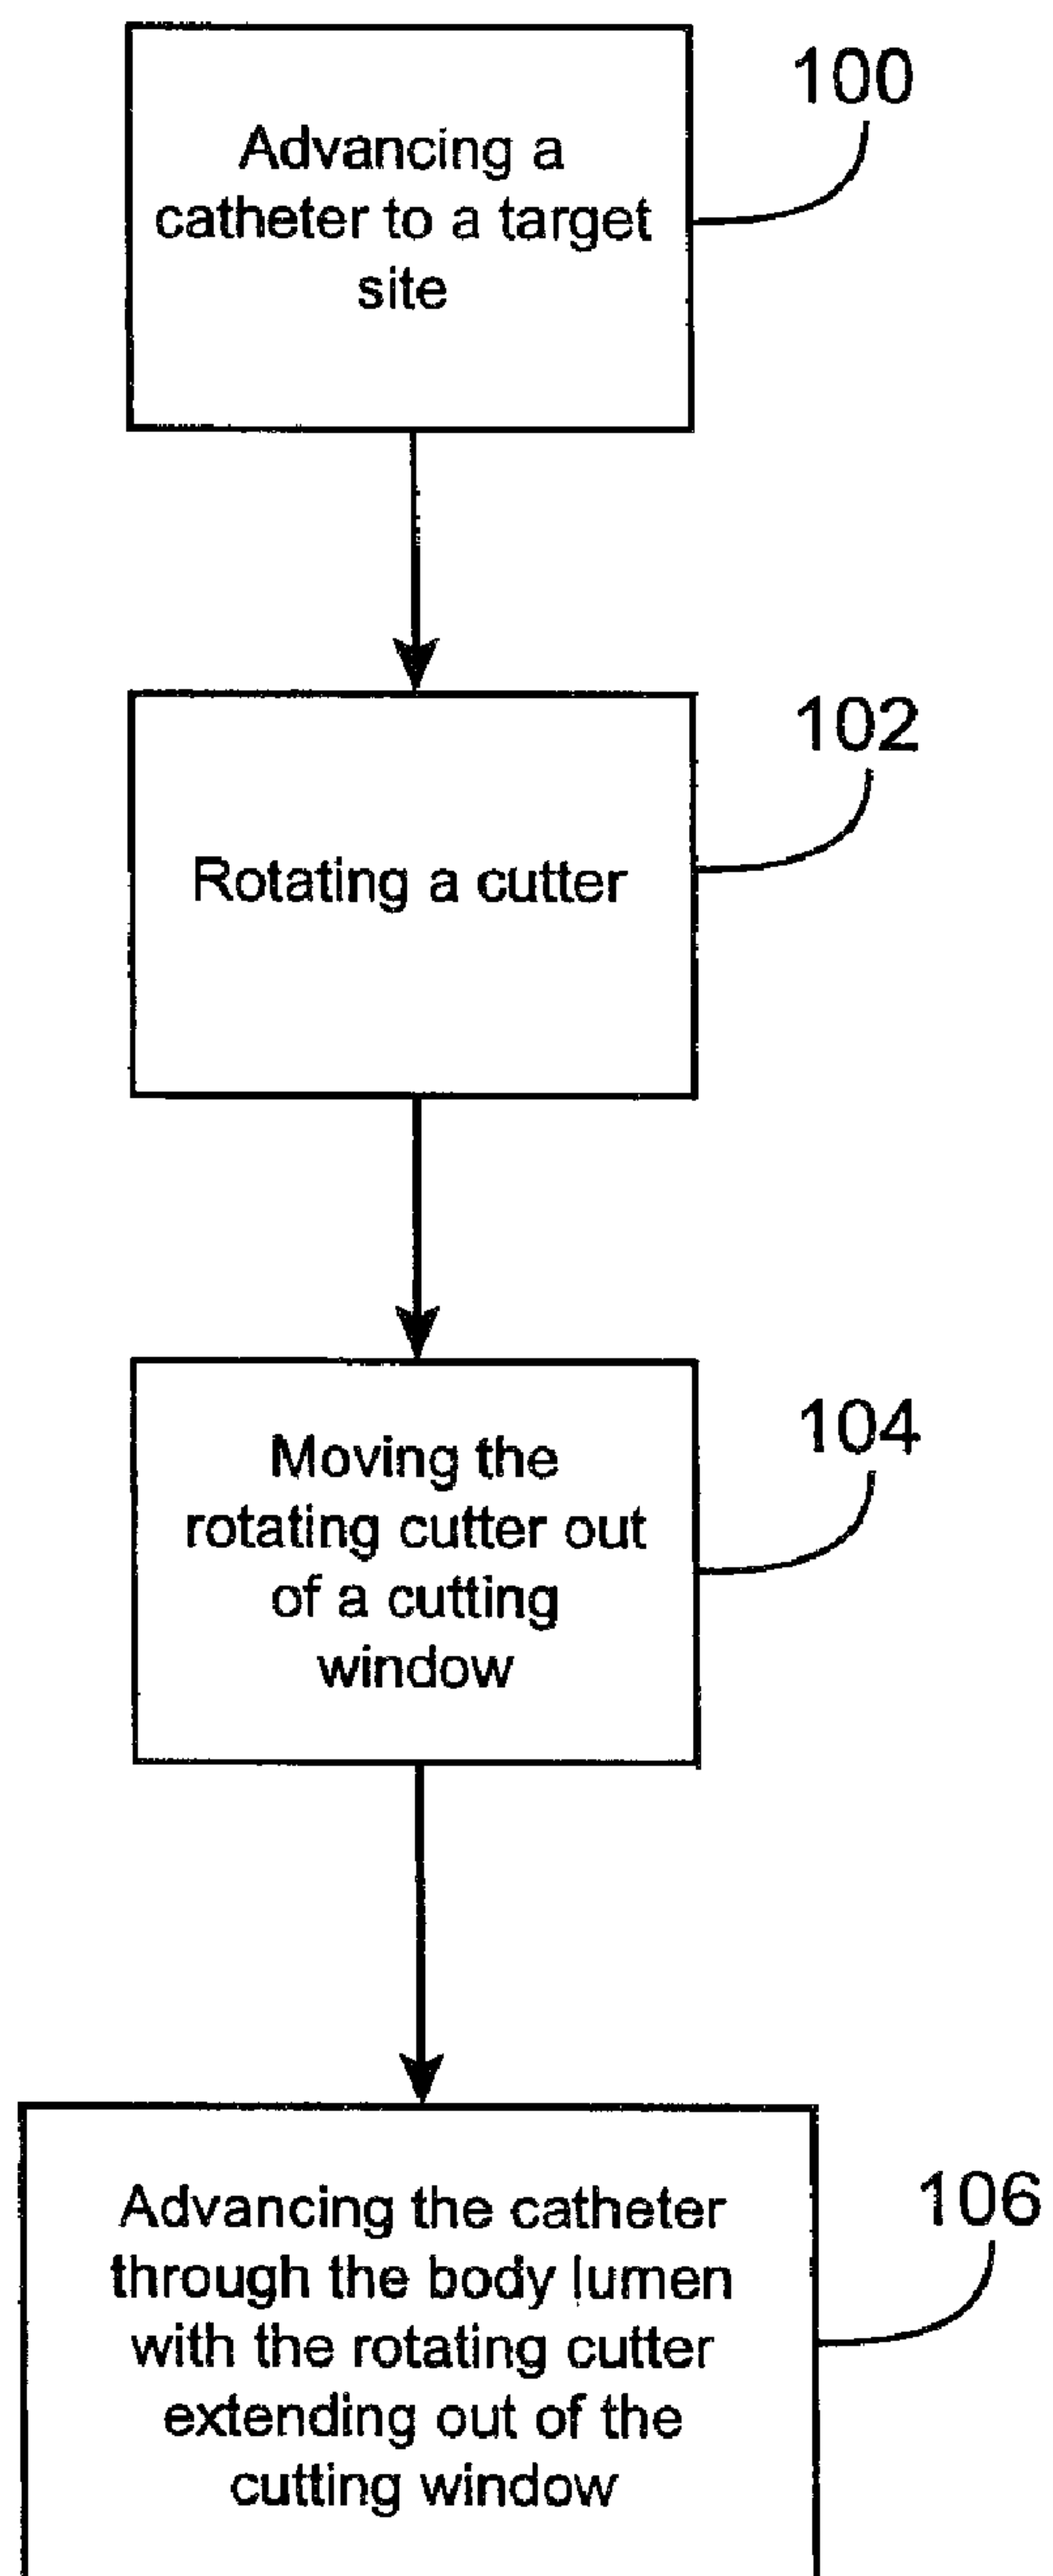 100
Advancing a
catheter to a target
site
102
Rotating a cutter
104
Moving the
rotating cutter out
of a cutting
window
106
Advancing the catheter
through the body lumen
with the rotating cutter
extending out of the
cutting window